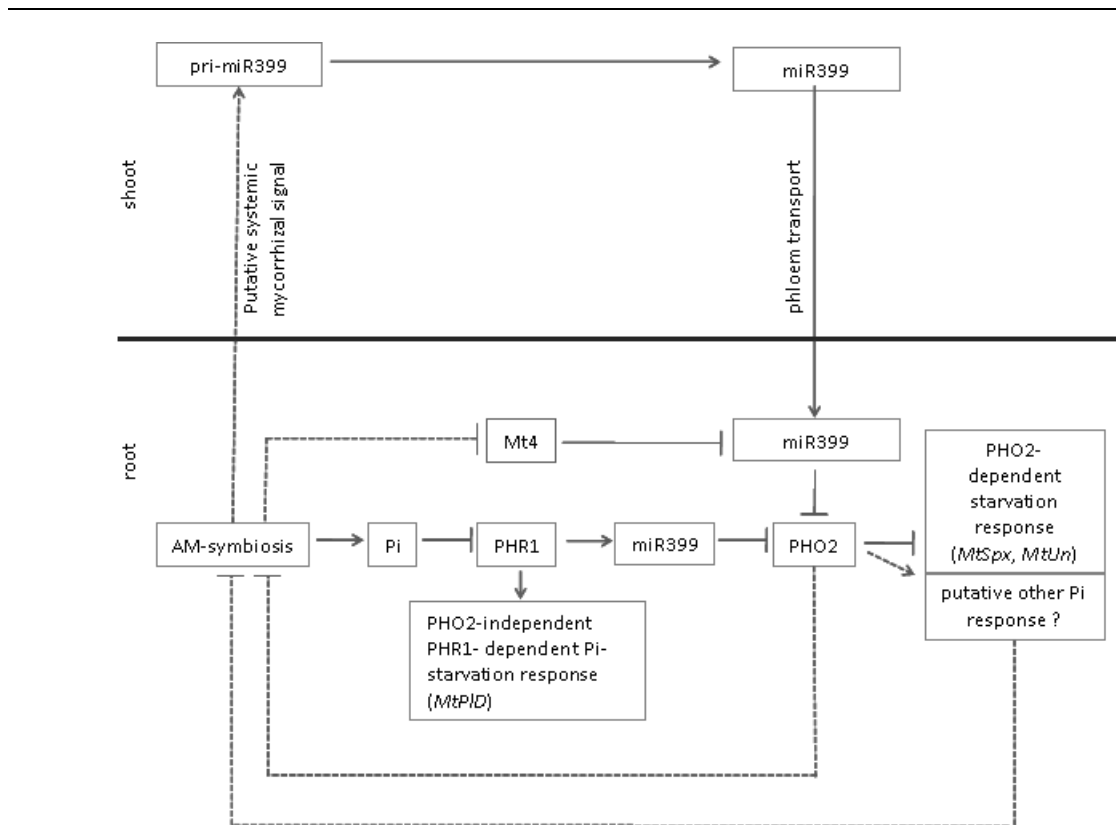 pri-miR399
miR399
shoot
Putative systemic
mycorrhizal signal
phloem transport
root
Mt4
miR399
PHO2-
dependent
starvation
response
(MtSpx, MtUn)
AM-symbiosis
Pi
PHR1
miR399
PHO2
putative other Pi
response ?
PHO2-independent
PHR1- dependent Pi-
starvation response
(MtPlD)